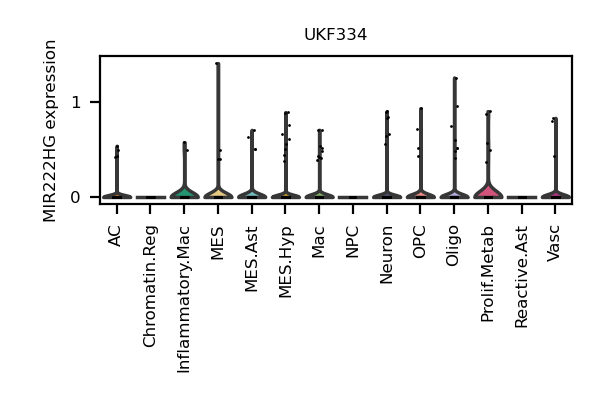 UKF334
MIR222HG expression
1
0
AC
Chromatin.Reg
Inflammatory.Mac
MES
MES.Ast
MES.Hyp
Mac
NPC
Neuron
OPC
Oligo
Prolif.Metab
Reactive.Ast
Vasc